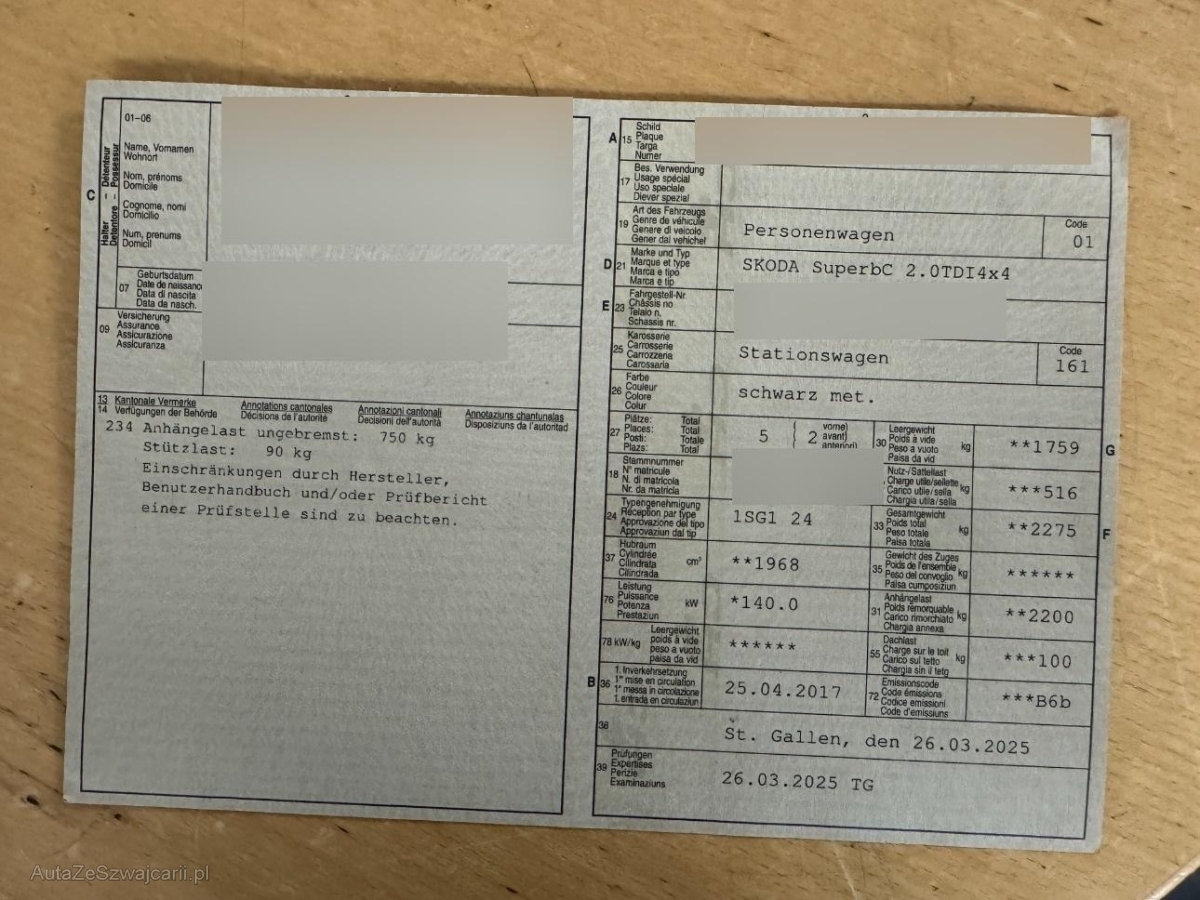 01-06
Name, Vornamen
Wohnort
Nom, prénoms
Domicile
Cognome, nomi
Domicilio
Num, prenums
Domicil
C
Halter Détenteur
Detentore Possessur
07
Geburtsdatum
Date de naissance
Data di nascita
Data da nasch.
09
Versicherung
Assurance
Assicurazione
Assicuranza
13 Kantonale Vermerke Annotations cantonales Annotazioni cantonali Annotaziuns chantunalas
14 Verfügungen der Behörde Décisions de l'autorité Decisioni dell'autorità Disposiziuns da l'autoritad
234 Anhängelast ungebremst: 750 kg
Stützlast: 90 kg
Einschränkungen durch Hersteller,
Benutzerhandbuch und/oder Prüfbericht
einer Prüfstelle sind zu beachten.
A 15
Schild
Plaque
Targa
Numer
17
Bes. Verwendung
Usage spécial
Uso speciale
Diever spezial
19
Art des Fahrzeugs
Genre de véhicule
Genere di veicolo
Gener dal vehichel
Personenwagen
Code
01
D 21
Marke und Typ
Marque et type
Marca e tipo
Marca e tip
SKODA SuperbC 2.0TDI4x4
E 23
Fahrgestell-Nr.
Châssis no
Telaio n.
Schassis nr.
25
Karosserie
Carrosserie
Carrozzeria
Carossaria
Stationswagen
Code
161
26
Farbe
Couleur
Colore
Colur
schwarz met.
27
Plätze: Total
Places: Total
Posti: Totale
Plazs: Total
5 2
vorne)
avant)
anteriori)
30
Leergewicht
Poids à vide
Peso a vuoto
Paisa da vid
kg
**1759
G
18
Stammnummer
N° matricule
N. di matricola
Nr. da matricla
Nutz-/Sattellast
Charge utile/sellette
Carico utile/sella
Chargia utila/sella
kg
***516
24
Typengenehmigung
Réception par type
Approvazione del tipo
Approvaziun dal tip
1SG1 24
33
Gesamtgewicht
Poids total
Peso totale
Paisa totala
kg
**2275
F
37
Hubraum
Cylindrée
Cilindrata
Cilindrada
cm³
**1968
35
Gewicht des Zuges
Poids de l'ensemble
Peso del convoglio
Paisa cumposiziun
kg
******
76
Leistung
Puissance
Potenza
Prestaziun
kW
*140.0
31
Anhängelast
Poids remorquable
Carico rimorchiato
Chargia annexa
kg
**2200
78 kW/kg
Leergewicht
poids à vide
peso a vuoto
paisa da vid
******
55
Dachlast
Charge sur le toit
Carico sul tetto
Chargia sin il tetg
kg
***100
B 36
1. Inverkehrsetzung
1re mise en circulation
1a messa in circolazione
1. entrada en circulaziun
25.04.2017
72
Emissionscode
Code émissions
Codice emissioni
Code d'emissiuns
***B6b
38
St. Gallen, den 26.03.2025
39
Prüfungen
Expertises
Perizie
Examinaziuns
26.03.2025 TG
AutaZeSzwajcarii.pl